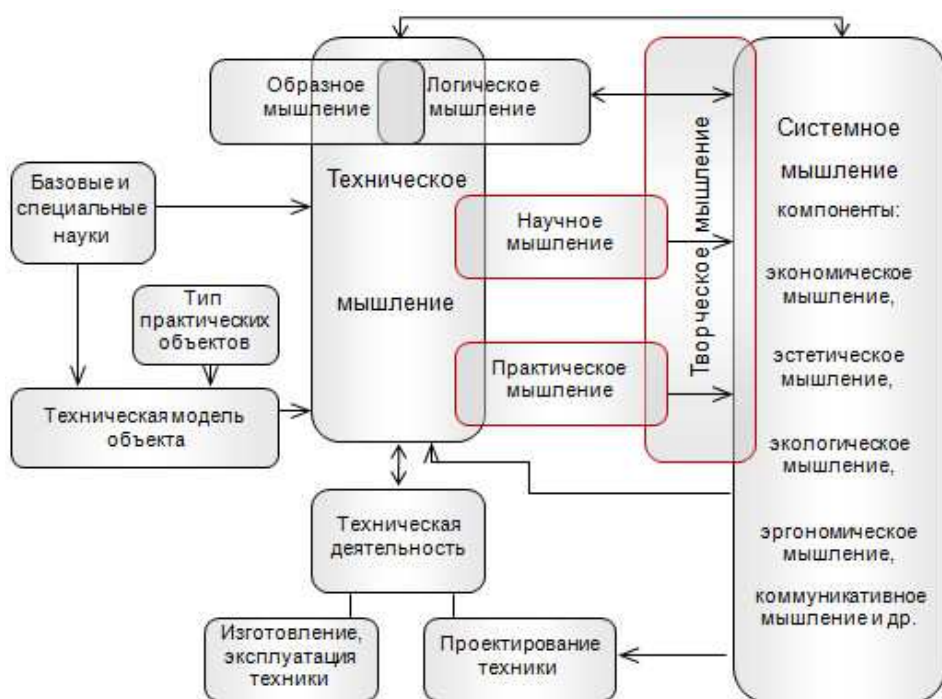 Образное
мышление
Логическое
мышление
Базовые и
специальные
науки
Тип
практических
объектов
Техническая модель
объекта
Техническое
мышление
Научное
мышление
Практическое
мышление
Творческое мышление
Системное
мышление
компоненты:
экономическое
мышление,
эстетическое
мышление,
экологическое
мышление,
эргономическое
мышление,
коммуникативное
мышление и др.
Техническая
деятельность
Изготовление,
эксплуатация
техники
Проектирование
техники